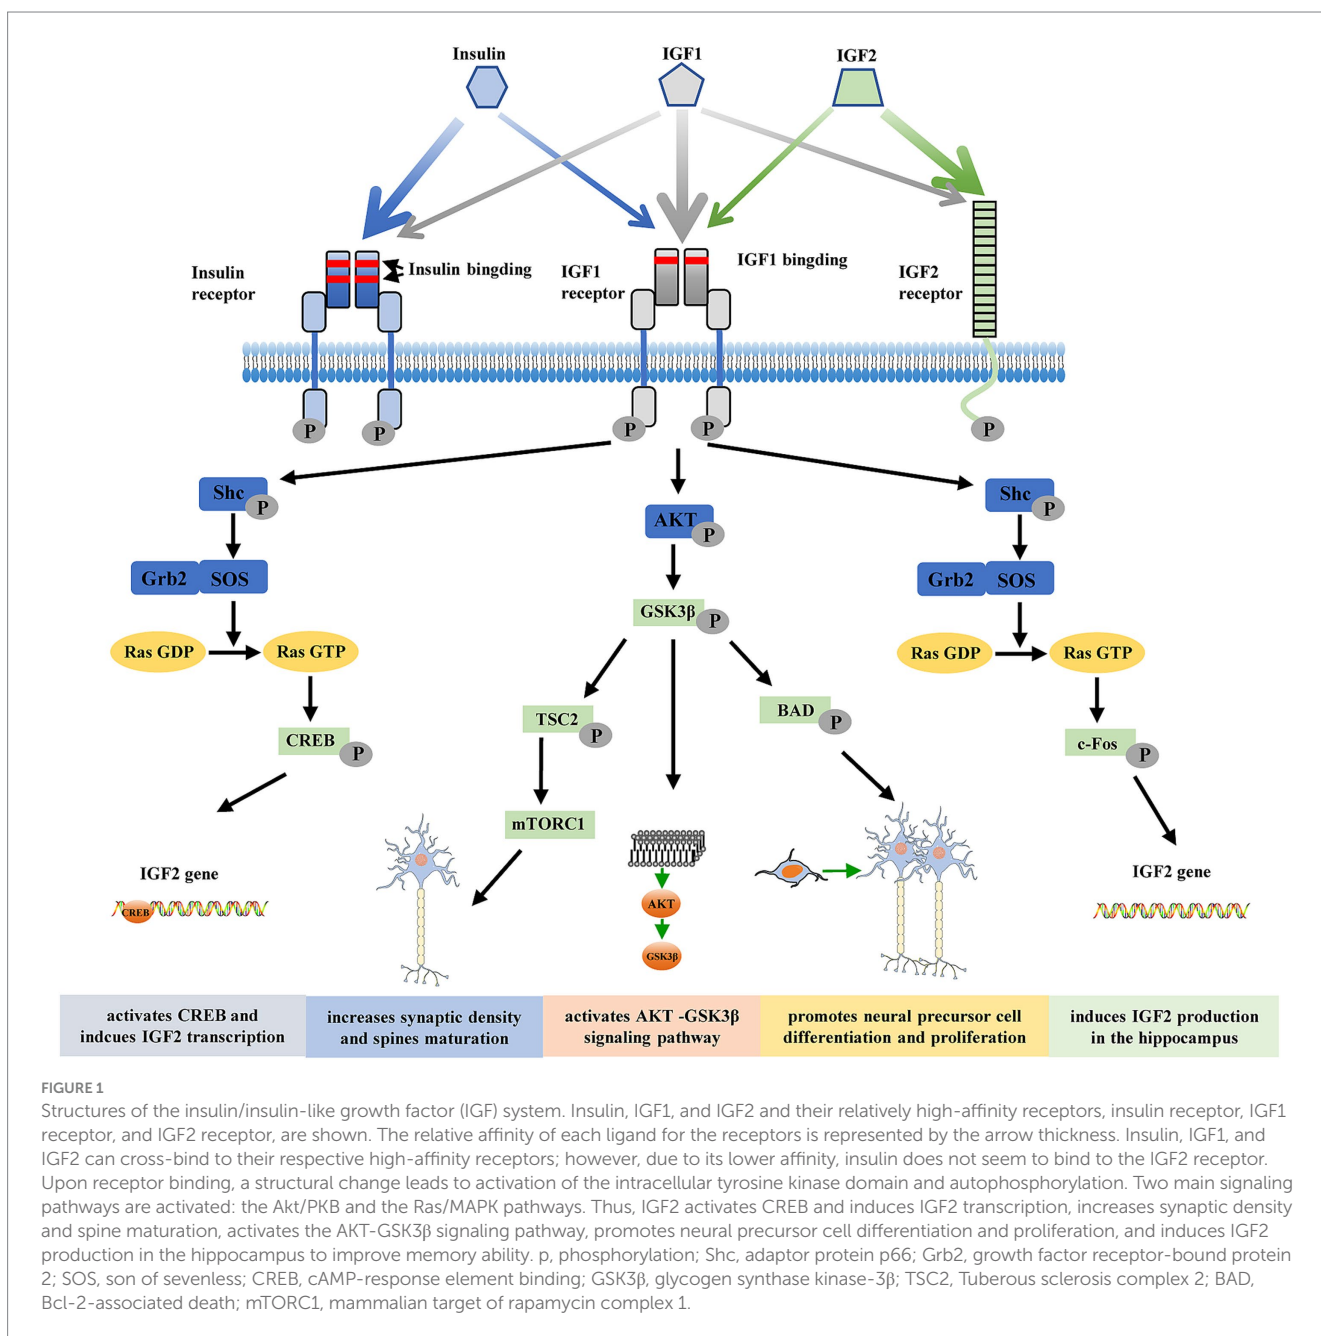 Insulin
IGF1
IGF2
Insulin
receptor
Insulin bingding
IGF1
receptor
IGF1 bingding
IGF2
receptor
P
P
P
P
P
Shc
P
AKT
P
Shc
P
Grb2
SOS
GSK3β
P
Grb2
SOS
Ras GDP
Ras GTP
Ras GDP
Ras GTP
TSC2
P
BAD
P
CREB
P
c-Fos
P
mTORC1
IGF2 gene
CREB
AKT
GSK3β
IGF2 gene
activates CREB and
indcues IGF2 transcription
increases synaptic density
and spines maturation
activates AKT -GSK3β
signaling pathway
promotes neural precursor cell
differentiation and proliferation
induces IGF2 production
in the hippocampus
FIGURE 1
Structures of the insulin/insulin-like growth factor (IGF) system. Insulin, IGF1, and IGF2 and their relatively high-affinity receptors, insulin receptor, IGF1
receptor, and IGF2 receptor, are shown. The relative affinity of each ligand for the receptors is represented by the arrow thickness. Insulin, IGF1, and
IGF2 can cross-bind to their respective high-affinity receptors; however, due to its lower affinity, insulin does not seem to bind to the IGF2 receptor.
Upon receptor binding, a structural change leads to activation of the intracellular tyrosine kinase domain and autophosphorylation. Two main signaling
pathways are activated: the Akt/PKB and the Ras/MAPK pathways. Thus, IGF2 activates CREB and induces IGF2 transcription, increases synaptic density
and spine maturation, activates the AKT-GSK3β signaling pathway, promotes neural precursor cell differentiation and proliferation, and induces IGF2
production in the hippocampus to improve memory ability. p, phosphorylation; Shc, adaptor protein p66; Grb2, growth factor receptor-bound protein
2; SOS, son of sevenless; CREB, cAMP-response element binding; GSK3β, glycogen synthase kinase-3β; TSC2, Tuberous sclerosis complex 2; BAD,
Bcl-2-associated death; mTORC1, mammalian target of rapamycin complex 1.